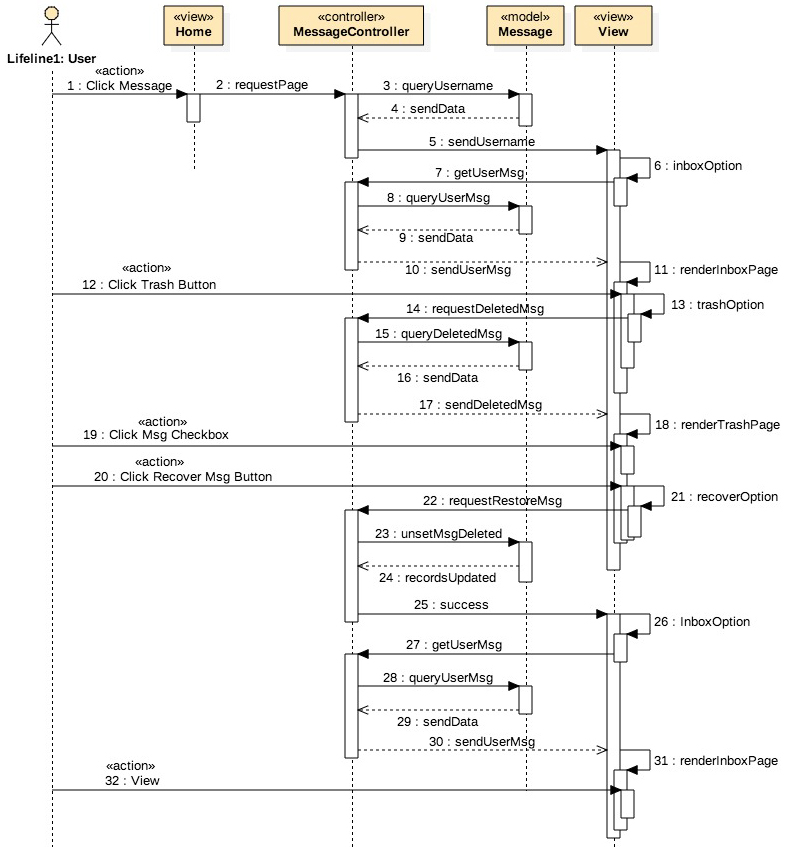 «view»
Home
«controller»
MessageController
«model»
Message
«view»
View
Lifeline1: User
«action»
1 : Click Message
2 : requestPage
3 : queryUsername
4 : sendData
5 : sendUsername
6 : inboxOption
7 : getUserMsg
8 : queryUserMsg
9 : sendData
10 : sendUserMsg
11 : renderInboxPage
«action»
12 : Click Trash Button
13 : trashOption
14 : requestDeletedMsg
15 : queryDeletedMsg
16 : sendData
17 : sendDeletedMsg
18 : renderTrashPage
«action»
19 : Click Msg Checkbox
«action»
20 : Click Recover Msg Button
21 : recoverOption
22 : requestRestoreMsg
23 : unsetMsgDeleted
24 : recordsUpdated
25 : success
26 : InboxOption
27 : getUserMsg
28 : queryUserMsg
29 : sendData
30 : sendUserMsg
31 : renderInboxPage
«action»
32 : View